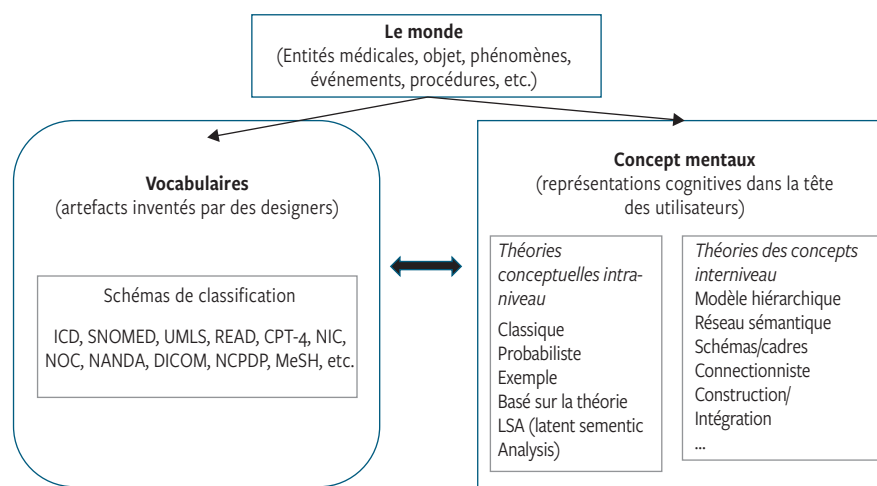 Le monde
(Entités médicales, objet, phénomènes,
événements, procédures, etc.)
Vocabulaires
(artefacts inventés par des designers)
Schémas de classification
ICD, SNOMED, UMLS, READ, CPT-4, NIC,
NOC, NANDA, DICOM, NCPDP, MeSH, etc.
Concept mentaux
(représentations cognitives dans la tête
des utilisateurs)
Théories
conceptuelles intra-
niveau
Classique
Probabiliste
Exemple
Basé sur la théorie
LSA (latent sementic
Analysis)
Théories des concepts
interniveau
Modèle hiérarchique
Réseau sémantique
Schémas/cadres
Connectionniste
Construction/
Intégration
...